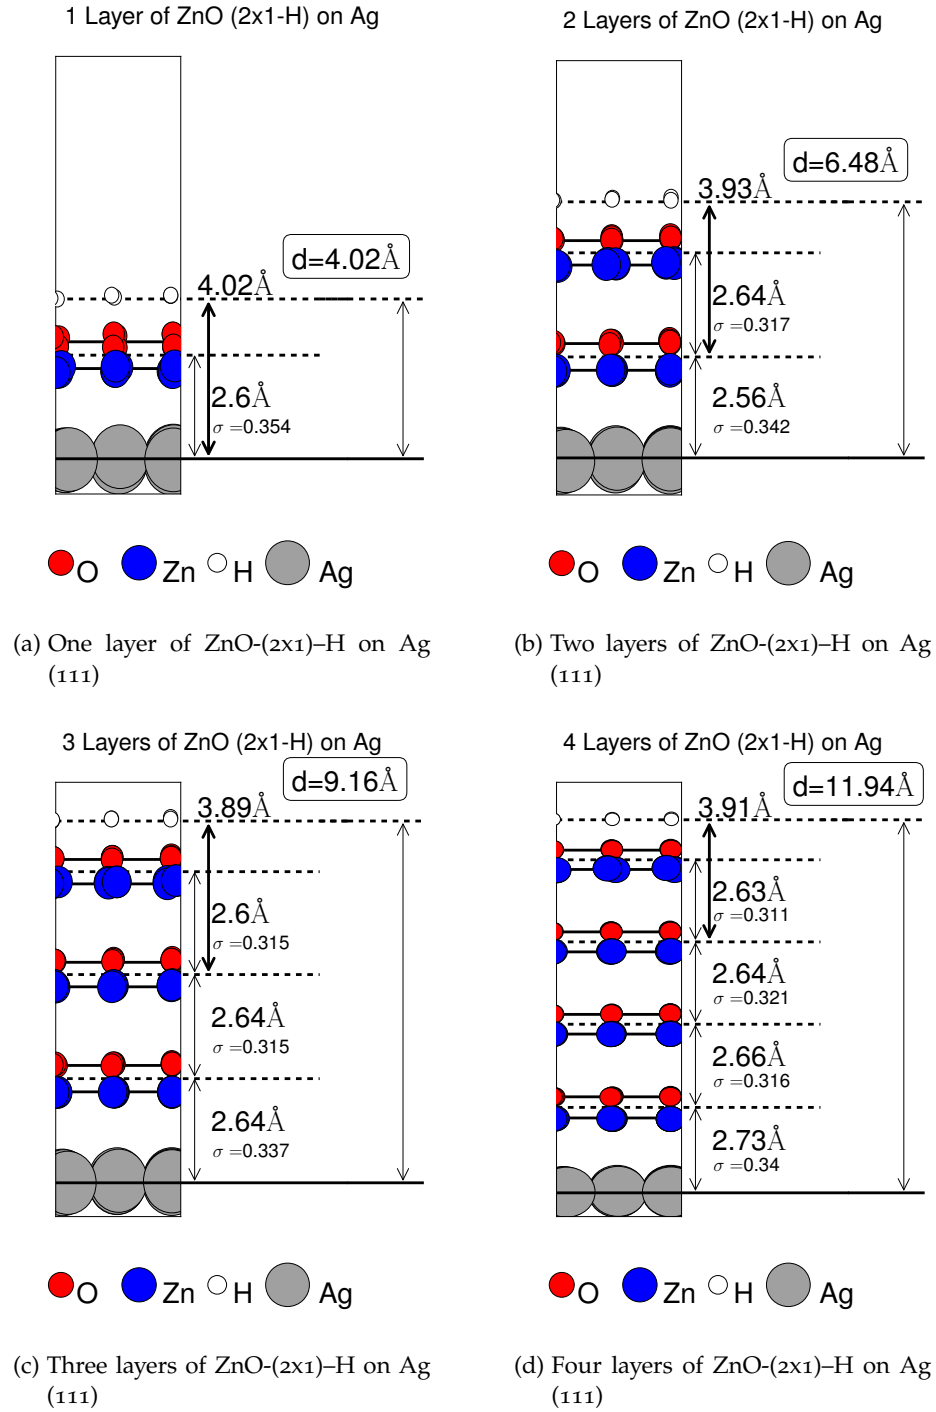 1 Layer of ZnO (2x1-H) on Ag
d=4.02Å
4.02Å
2.6Å
σ =0.354
O Zn H Ag
(a) One layer of ZnO-(2x1)–H on Ag
(111)
2 Layers of ZnO (2x1-H) on Ag
d=6.48Å
3.93Å
2.64Å
σ =0.317
2.56Å
σ =0.342
O Zn H Ag
(b) Two layers of ZnO-(2x1)–H on Ag
(111)
3 Layers of ZnO (2x1-H) on Ag
d=9.16Å
3.89Å
2.6Å
σ =0.315
2.64Å
σ =0.315
2.64Å
σ =0.337
O Zn H Ag
(c) Three layers of ZnO-(2x1)–H on Ag
(111)
4 Layers of ZnO (2x1-H) on Ag
d=11.94Å
3.91Å
2.63Å
σ =0.311
2.64Å
σ =0.321
2.66Å
σ =0.316
2.73Å
σ =0.34
O Zn H Ag
(d) Four layers of ZnO-(2x1)–H on Ag
(111)